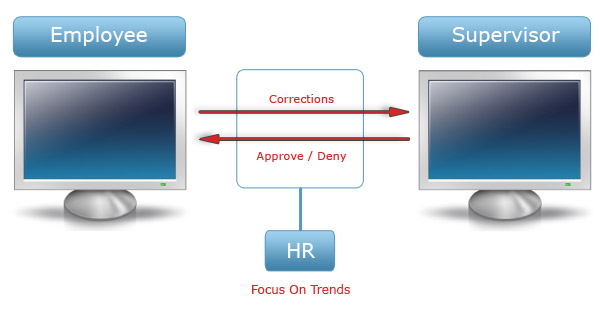 Employee
Supervisor
Corrections
Approve / Deny
HR
Focus On Trends